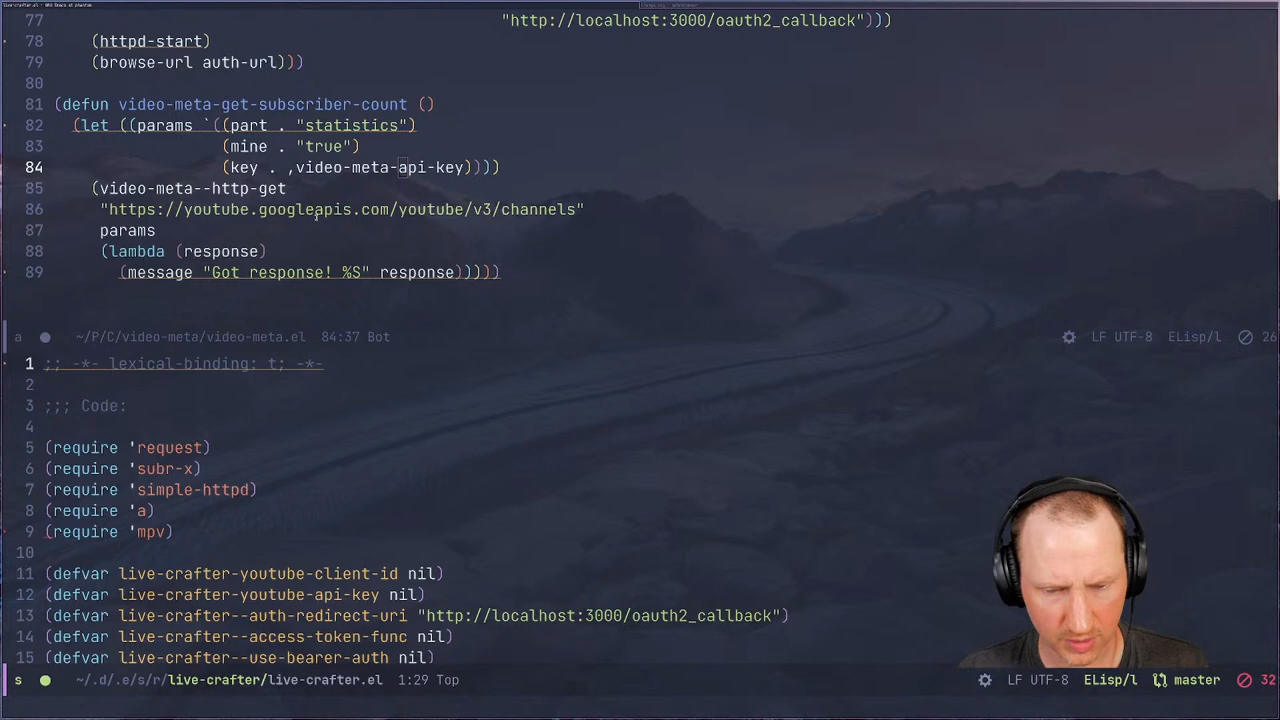 77 "http://localhost:3000/oauth2_callback")))
78 (httpd-start)
79 (browse-url auth-url)))
80
81 (defun video-meta-get-subscriber-count ()
82 (let ((params `((part . "statistics")
83 (mine . "true")
84 (key . ,video-meta-api-key))))
85 (video-meta--http-get
86 "https://youtube.googleapis.com/youtube/v3/channels"
87 params
88 (lambda (response)
89 (message "Got response! %S" response)))))
a ~/P/C/video-meta/video-meta.el 84:37 Bot LF UTF-8 ELisp/l 26
1 ;; -*- lexical-binding: t; -*-
2
3 ;;; Code:
4
5 (require 'request)
6 (require 'subr-x)
7 (require 'simple-httpd)
8 (require 'a)
9 (require 'mpv)
10
11 (defvar live-crafter-youtube-client-id nil)
12 (defvar live-crafter-youtube-api-key nil)
13 (defvar live-crafter--auth-redirect-uri "http://localhost:3000/oauth2_callback")
14 (defvar live-crafter--access-token-func nil)
15 (defvar live-crafter--use-bearer-auth nil)
s ~/.d/.e/s/r/live-crafter/live-crafter.el 1:29 Top LF UTF-8 ELisp/l master 32